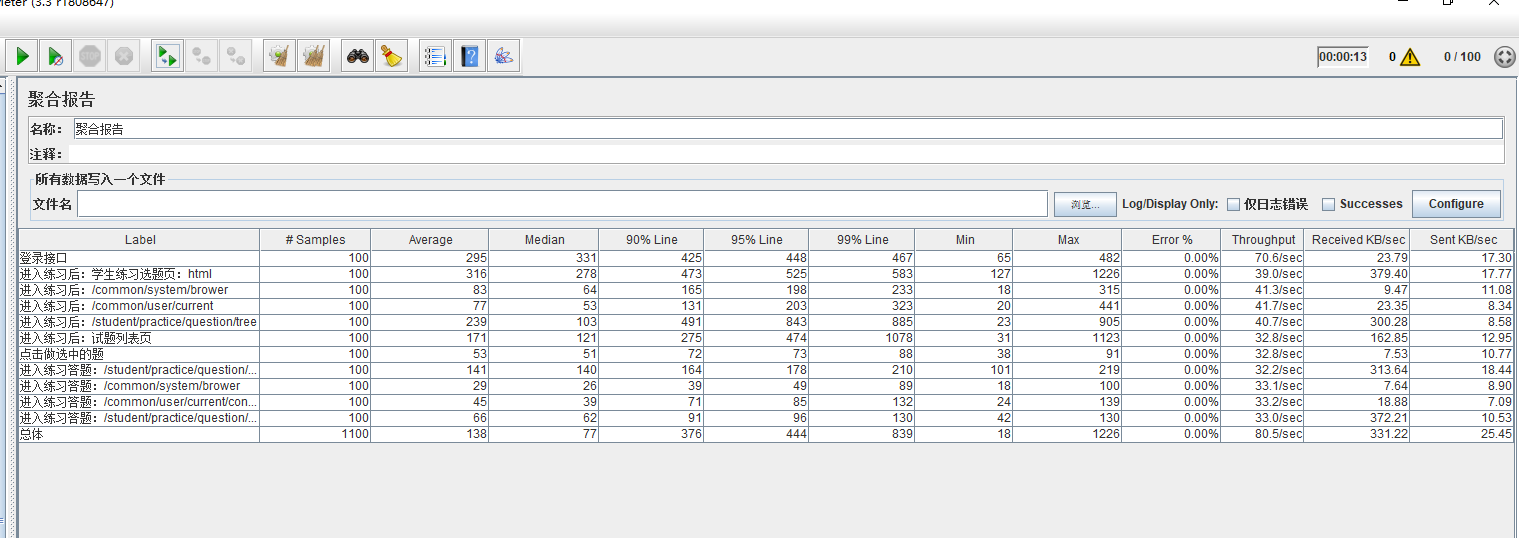 Meter (3.3 r1808647)
STOP 00:00:13 0 0 / 100
聚合报告
名称： 聚合报告
注释：
所有数据写入一个文件
文件名 浏览... Log/Display Only: 仅日志错误 Successes Configure
Label # Samples Average Median 90% Line 95% Line 99% Line Min Max Error % Throughput Received KB/sec Sent KB/sec
登录接口 100 295 331 425 448 467 65 482 0.00% 70.6/sec 23.79 17.30
进入练习后：学生练习选题页：html 100 316 278 473 525 583 127 1226 0.00% 39.0/sec 379.40 17.77
进入练习后：/common/system/brower 100 83 64 165 198 233 18 315 0.00% 41.3/sec 9.47 11.08
进入练习后：/common/user/current 100 77 53 131 203 323 20 441 0.00% 41.7/sec 23.35 8.34
进入练习后：/student/practice/question/tree 100 239 103 491 843 885 23 905 0.00% 40.7/sec 300.28 8.58
进入练习后：试题列表页 100 171 121 275 474 1078 31 1123 0.00% 32.8/sec 162.85 12.95
点击做选中的题 100 53 51 72 73 88 38 91 0.00% 32.8/sec 7.53 10.77
进入练习答题：/student/practice/question/... 100 141 140 164 178 210 101 219 0.00% 32.2/sec 313.64 18.44
进入练习答题：/common/system/brower 100 29 26 39 49 89 18 100 0.00% 33.1/sec 7.64 8.90
进入练习答题：/common/user/current/con... 100 45 39 71 85 132 24 139 0.00% 33.2/sec 18.88 7.09
进入练习答题：/student/practice/question/... 100 66 62 91 96 130 42 130 0.00% 33.0/sec 372.21 10.53
总体 1100 138 77 376 444 839 18 1226 0.00% 80.5/sec 331.22 25.45